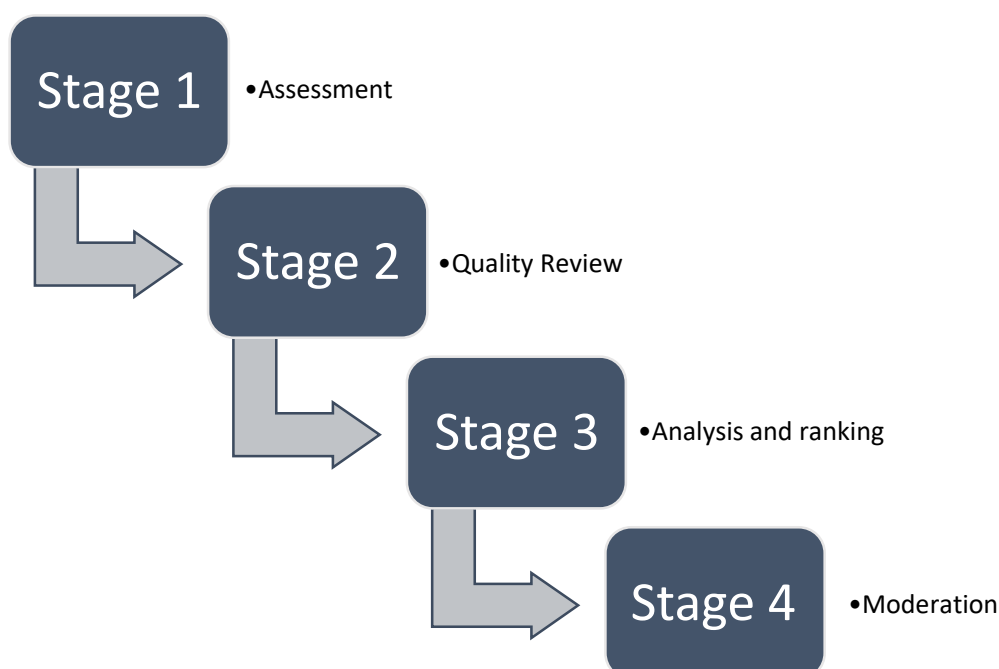 Stage 1
•Assessment
Stage 2
•Quality Review
Stage 3
•Analysis and ranking
Stage 4
•Moderation